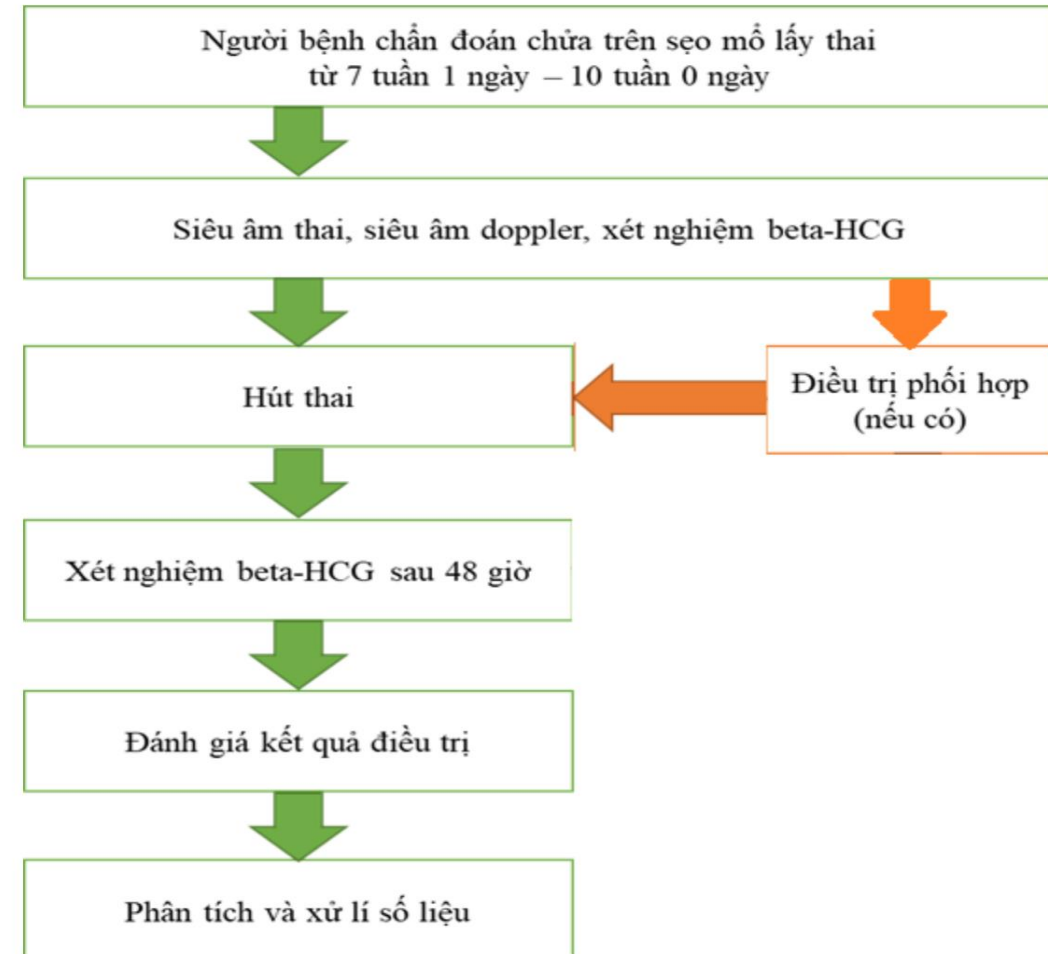 Người bệnh chẩn đoán chửa trên sẹo mổ lấy thai
từ 7 tuần 1 ngày – 10 tuần 0 ngày
Siêu âm thai, siêu âm doppler, xét nghiệm beta-HCG
Hút thai
Điều trị phối hợp
(nếu có)
Xét nghiệm beta-HCG sau 48 giờ
Đánh giá kết quả điều trị
Phân tích và xử lí số liệu